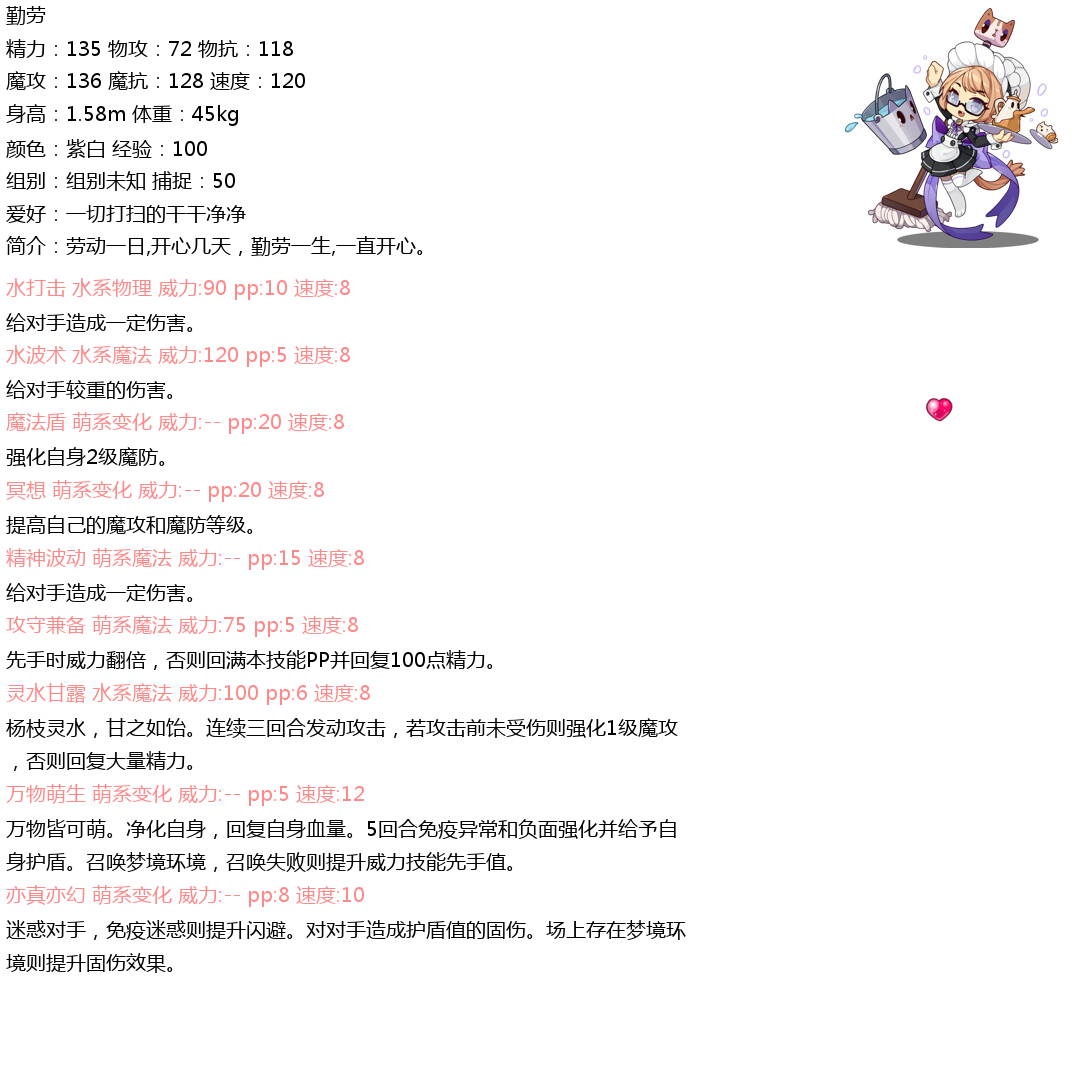 勤劳
精力：135 物攻：72 物抗：118
魔攻：136 魔抗：128 速度：120
身高：1.58m 体重：45kg
颜色：紫白 经验：100
组别：组别未知 捕捉：50
爱好：一切打扫的干干净净
简介：劳动一日,开心几天，勤劳一生,一直开心。
水打击 水系物理 威力:90 pp:10 速度:8
给对手造成一定伤害。
水波术 水系魔法 威力:120 pp:5 速度:8
给对手较重的伤害。
魔法盾 萌系变化 威力:-- pp:20 速度:8
强化自身2级魔防。
冥想 萌系变化 威力:-- pp:20 速度:8
提高自己的魔攻和魔防等级。
精神波动 萌系魔法 威力:-- pp:15 速度:8
给对手造成一定伤害。
攻守兼备 萌系魔法 威力:75 pp:5 速度:8
先手时威力翻倍，否则回满本技能PP并回复100点精力。
灵水甘露 水系魔法 威力:100 pp:6 速度:8
杨枝灵水，甘之如饴。连续三回合发动攻击，若攻击前未受伤则强化1级魔攻
，否则回复大量精力。
万物萌生 萌系变化 威力:-- pp:5 速度:12
万物皆可萌。净化自身，回复自身血量。5回合免疫异常和负面强化并给予自
身护盾。召唤梦境环境，召唤失败则提升威力技能先手值。
亦真亦幻 萌系变化 威力:-- pp:8 速度:10
迷惑对手，免疫迷惑则提升闪避。对对手造成护盾值的固伤。场上存在梦境环
境则提升固伤效果。